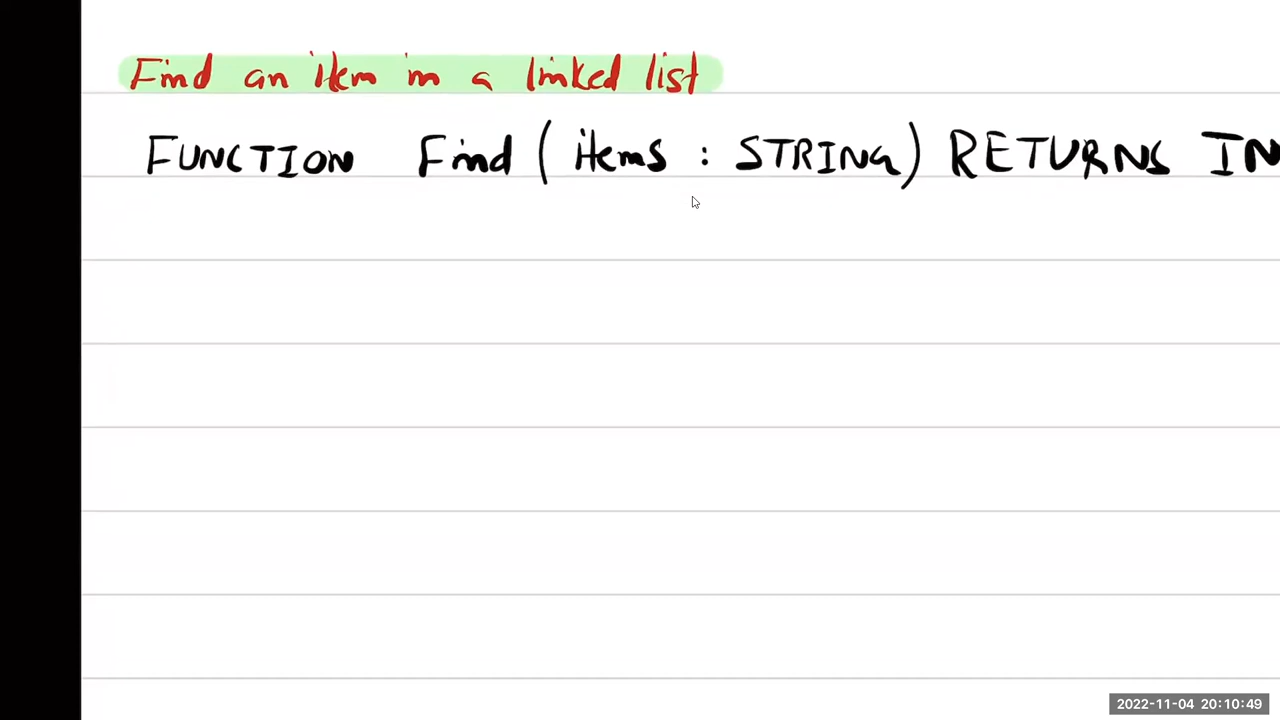 Find an item in a linked list
FUNCTION Find ( items : STRING ) RETURNS IN
2022-11-04 20:10:49